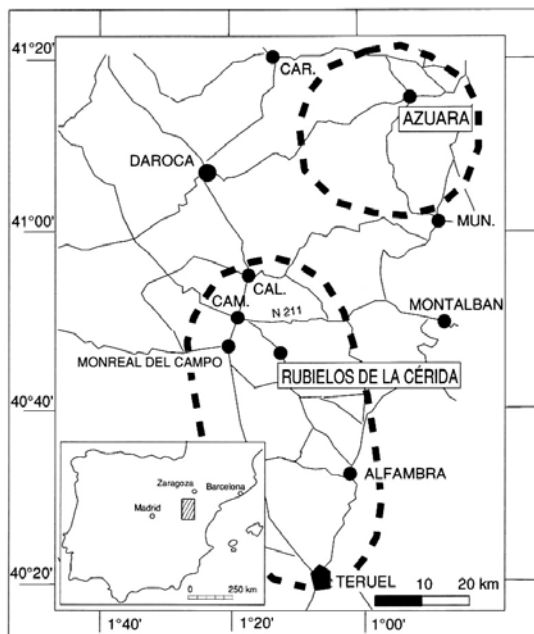 41°20'
CAR.
AZUARA
DAROCA
MUN.
41°00'
CAL.
CAM.
N 211
MONTALBAN
MONREAL DEL CAMPO
RUBIELOS DE LA CÉRIDA
40°40'
ALFAMBRA
Zaragoza
Barcelona
Madrid
0 250 km
40°20'
TERUEL
10 20 km
1°40'
1°20'
1°00'